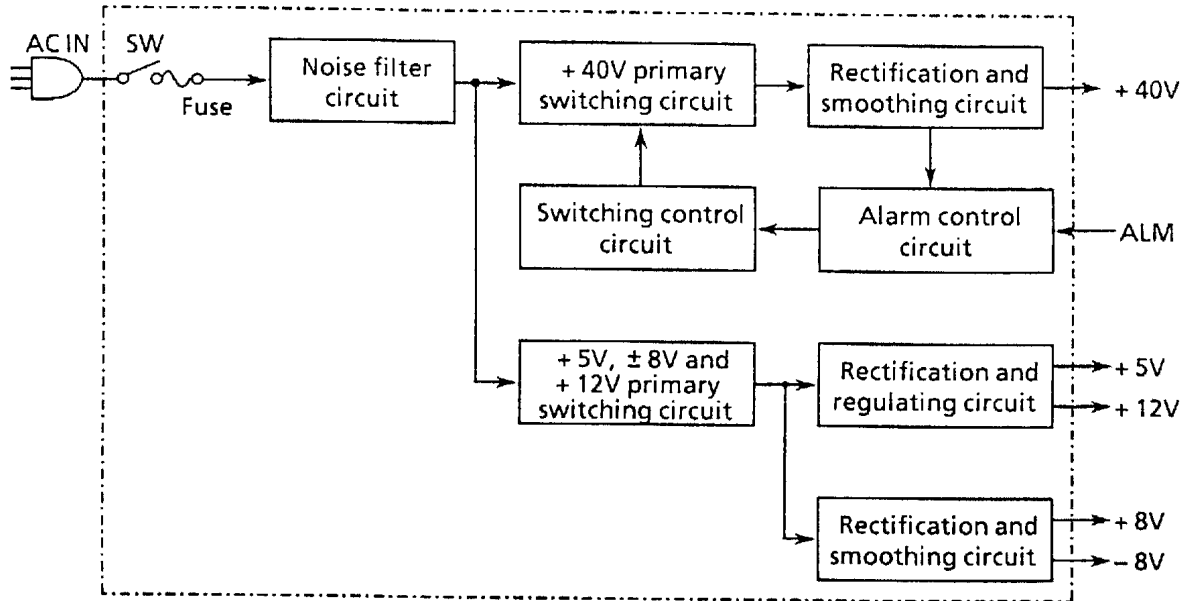 AC IN
SW
Fuse
Noise filter
circuit
+ 40V primary
switching circuit
Rectification and
smoothing circuit
+ 40V
Switching control
circuit
Alarm control
circuit
ALM
+ 5V, ± 8V and
+ 12V primary
switching circuit
Rectification and
regulating circuit
+ 5V
+ 12V
Rectification and
smoothing circuit
+ 8V
– 8V